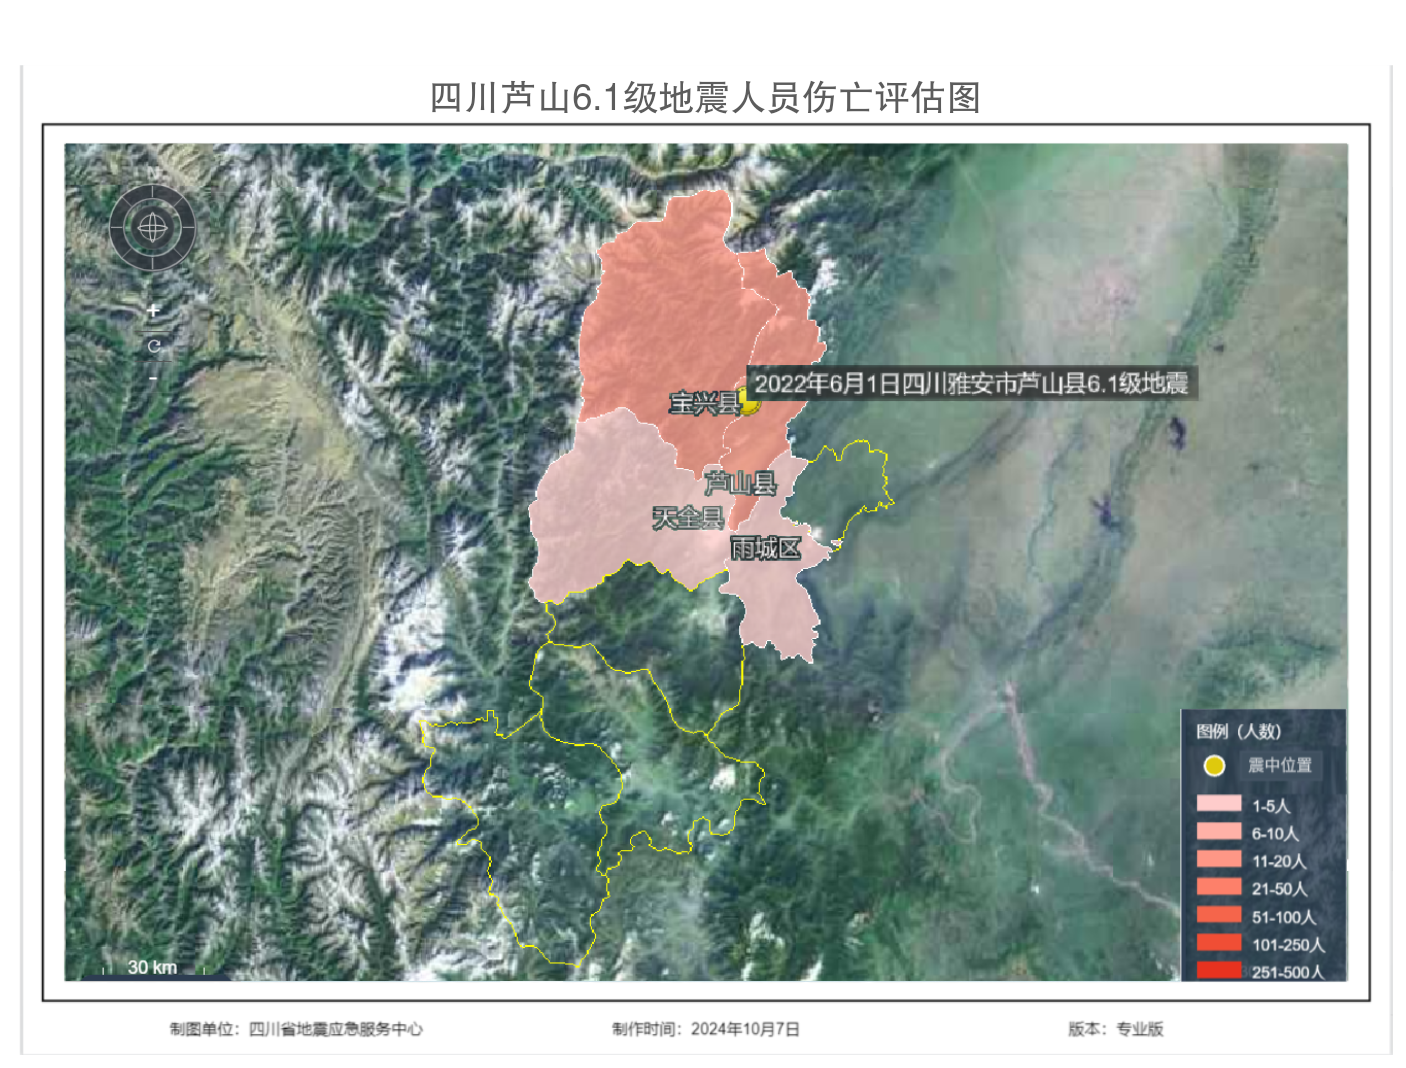 四川芦山6.1级地震人员伤亡评估图
N
+
-
2022年6月1日四川雅安市芦山县6.1级地震
宝兴县
芦山县
天全县
雨城区
图例（人数）
震中位置
1-5人
6-10人
11-20人
21-50人
51-100人
101-250人
251-500人
30 km
制图单位：四川省地震应急服务中心
制作时间：2024年10月7日
版本：专业版